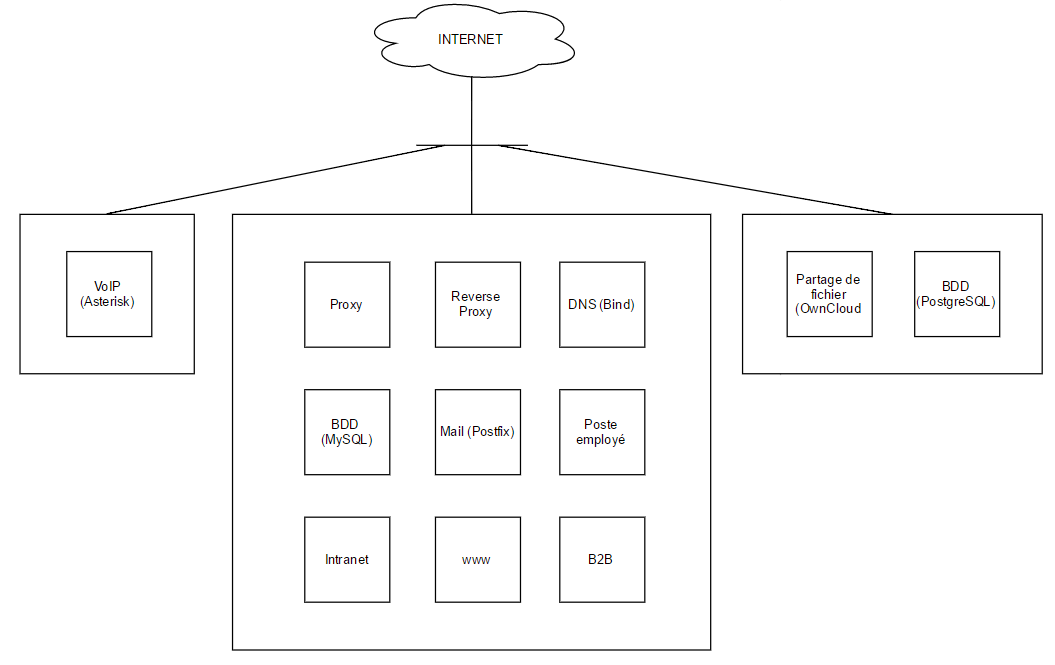 INTERNET
VoIP
(Asterisk)
Proxy
Reverse
Proxy
DNS (Bind)
BDD
(MySQL)
Mail (Postfix)
Poste
employé
Intranet
www
B2B
Partage de
fichier
(OwnCloud
BDD
(PostgreSQL)